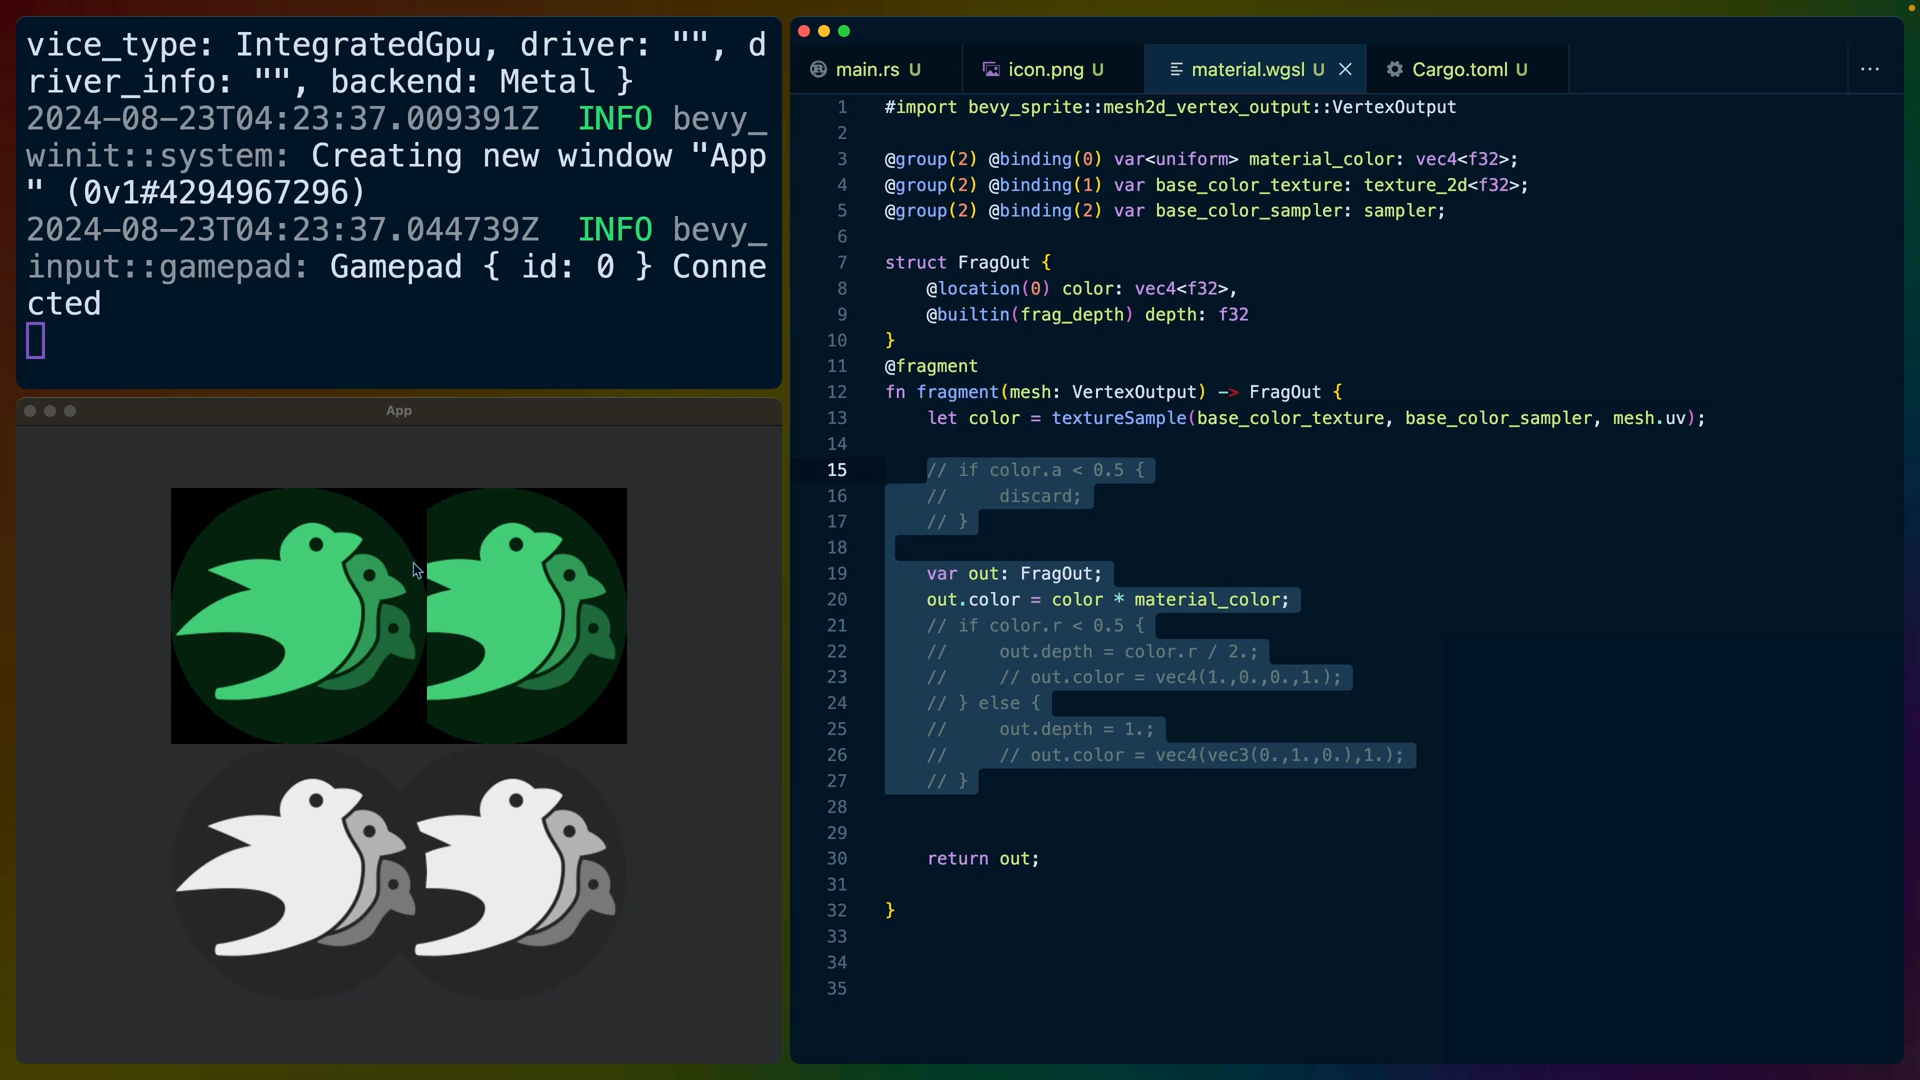 vice_type: IntegratedGpu, driver: "", d
river_info: "", backend: Metal }
2024-08-23T04:23:37.009391Z  INFO bevy_
winit::system: Creating new window "App
" (0v1#4294967296)
2024-08-23T04:23:37.044739Z  INFO bevy_
input::gamepad: Gamepad { id: 0 } Conne
cted
App
main.rs U
icon.png U
material.wgsl U
Cargo.toml U
1 #import bevy_sprite::mesh2d_vertex_output::VertexOutput
2
3 @group(2) @binding(0) var<uniform> material_color: vec4<f32>;
4 @group(2) @binding(1) var base_color_texture: texture_2d<f32>;
5 @group(2) @binding(2) var base_color_sampler: sampler;
6
7 struct FragOut {
8     @location(0) color: vec4<f32>,
9     @builtin(frag_depth) depth: f32
10 }
11 @fragment
12 fn fragment(mesh: VertexOutput) -> FragOut {
13     let color = textureSample(base_color_texture, base_color_sampler, mesh.uv);
14
15     // if color.a < 0.5 {
16     //     discard;
17     // }
18
19     var out: FragOut;
20     out.color = color * material_color;
21     // if color.r < 0.5 {
22     //     out.depth = color.r / 2.;
23     //     // out.color = vec4(1.,0.,0.,1.);
24     // } else {
25     //     out.depth = 1.;
26     //     // out.color = vec4(vec3(0.,1.,0.),1.);
27     // }
28
29
30     return out;
31
32 }
33
34
35